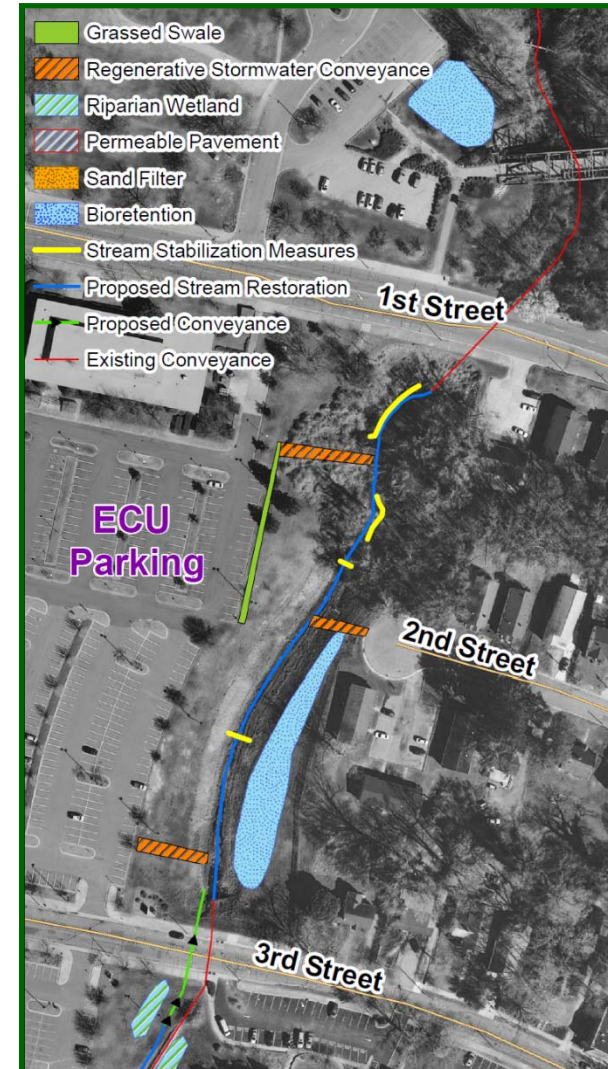 Grassed Swale
Regenerative Stormwater Conveyance
Riparian Wetland
Permeable Pavement
Sand Filter
Bioretention
Stream Stabilization Measures
Proposed Stream Restoration
Proposed Conveyance
Existing Conveyance
1st Street
ECU
Parking
2nd Street
3rd Street